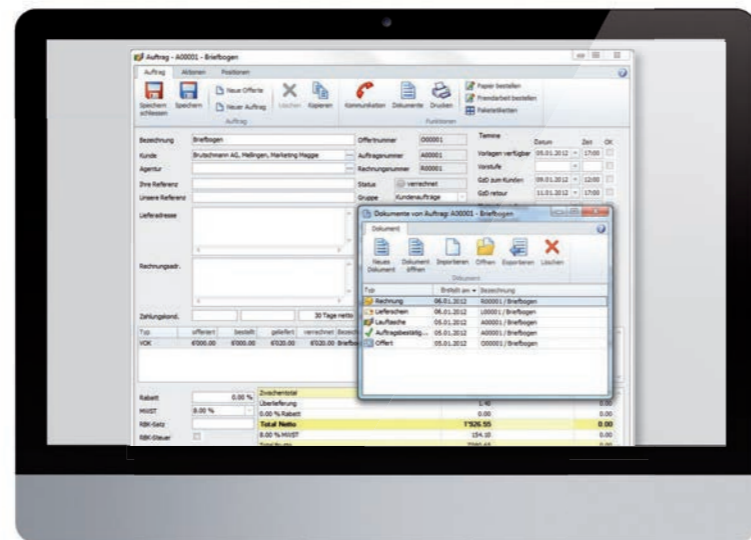 Auftrag - A00001 - Briefbogen
Auftrag Aktionen Positionen
Speichern schliessen Speichern Neue Offerte Neuer Auftrag Löschen Kopieren Kommunikation Dokumente Drucken Papier bestellen Fremdarbeit bestellen Paketetiketten
Auftrag Funktionen
Bezeichnung Briefbogen Offertnummer O00001 Termine Datum Zeit OK
Kunde Brutschmann AG, Mellingen, Marketing Magge Auftragsnummer A00001 Vorlagen verfügbar 05.01.2012 17:00
Agentur Rechnungsnummer R00001 Vorstufe
Ihre Referenz Status verrechnet GzD zum Kunden 09.01.2012 12:00
Unsere Referenz Gruppe Kundenaufträge GzD retour 11.01.2012 17:00
Lieferadresse
Rechnungsadr.
Zahlungskond. 30 Tage netto
Typ offeriert bestellt geliefert verrechnet
VOK 6'000.00 6'000.00 6'020.00 6'020.00
Dokumente von Auftrag: A00001 - Briefbogen
Dokument
Neues Dokument Dokument öffnen Importieren Öffnen Exportieren Löschen
Dokument
Typ Erstellt am Bezeichnung
Rechnung 06.01.2012 R00001 / Briefbogen
Lieferschein 06.01.2012 L00001 / Briefbogen
Lauftasche 05.01.2012 A00001 / Briefbogen
Auftragsbestätig... 05.01.2012 A00001 / Briefbogen
Offert 05.01.2012 O00001 / Briefbogen
Rabatt 0.00 % Zwischentotal
MWST 8.00 % Überlieferung 1.40 0.00
0.00 % Rabatt 0.00 0.00
RBK-Satz Total Netto 1'926.55 0.00
RBK-Steuer 8.00 % MWST 154.10 0.00